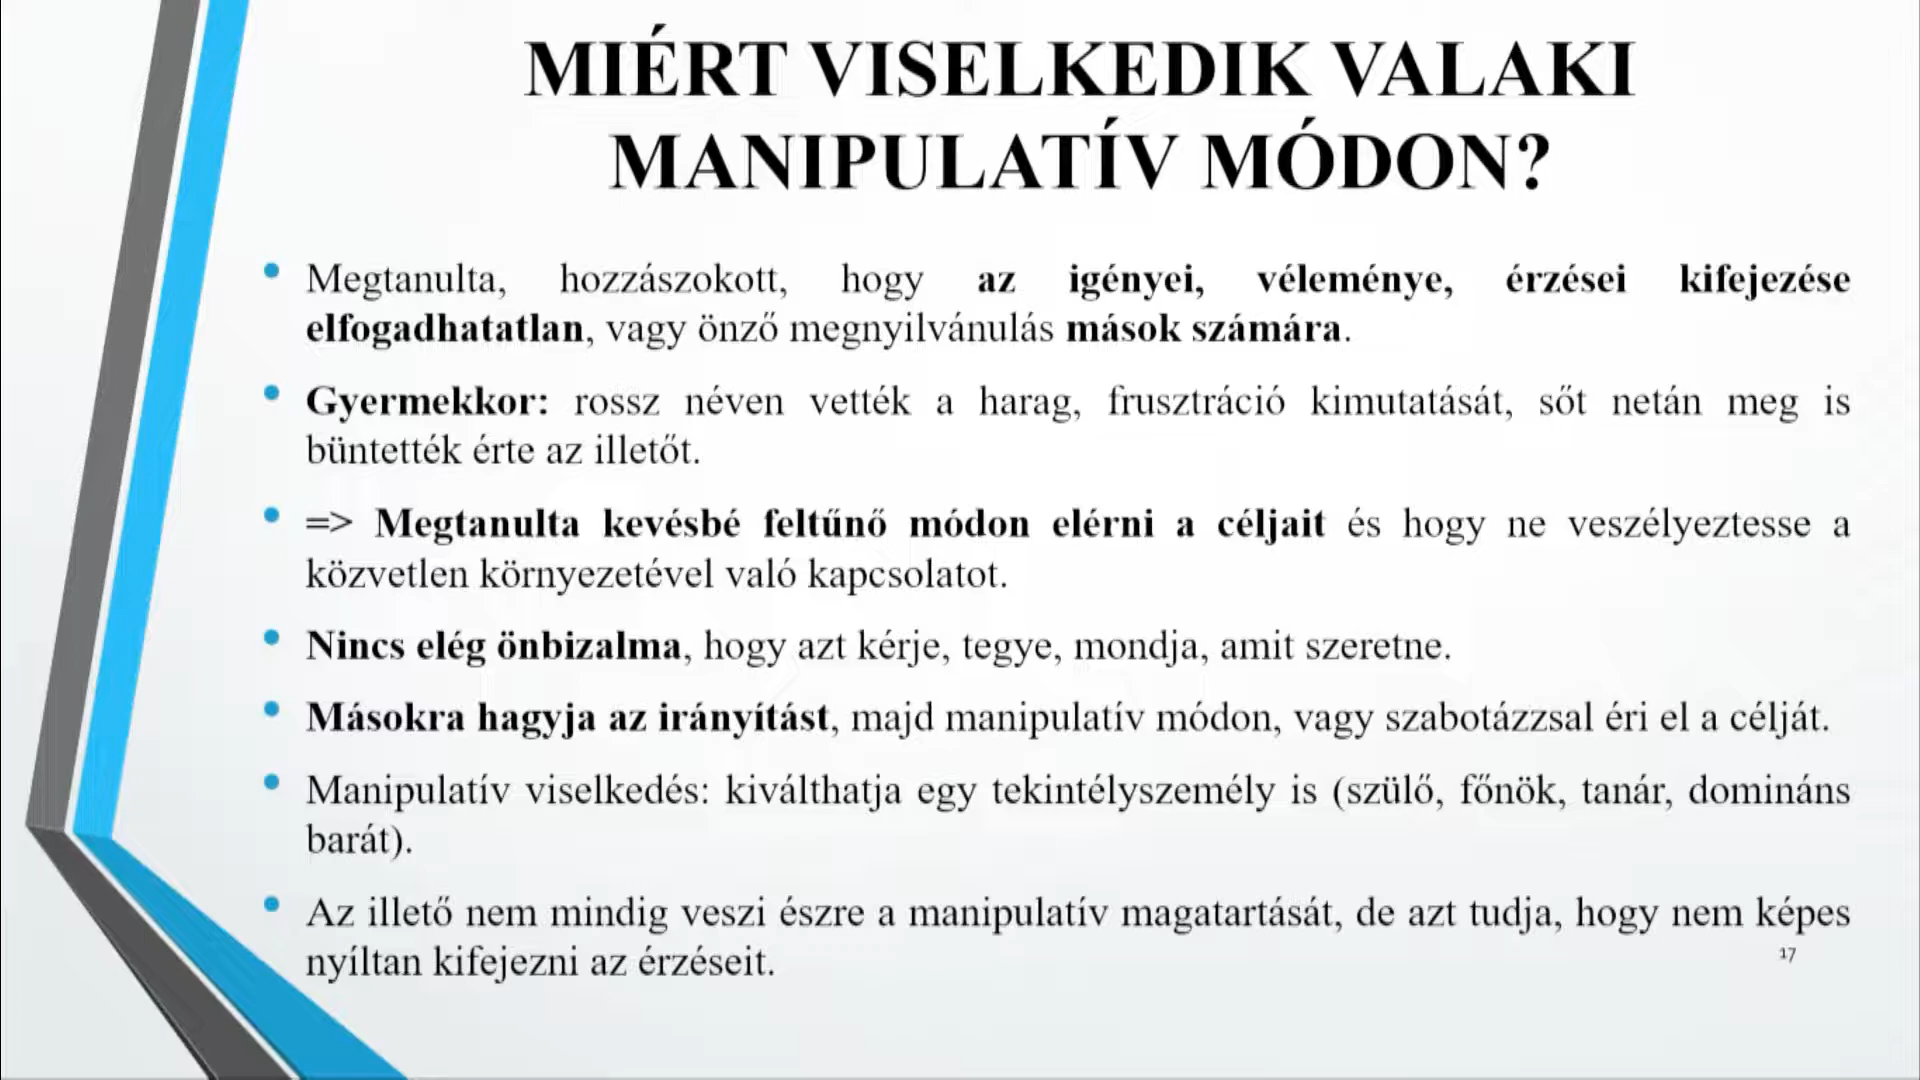 MIÉRT VISELKEDIK VALAKI
MANIPULATÍV MÓDON?
• Megtanulta, hozzászokott, hogy az igényei, véleménye, érzései kifejezése
elfogadhatatlan, vagy önző megnyilvánulás mások számára.
• Gyermekkor: rossz néven vették a harag, frusztráció kimutatását, sőt netán meg is
büntették érte az illetőt.
• => Megtanulta kevésbé feltűnő módon elérni a céljait és hogy ne veszélyeztesse a
közvetlen környezetével való kapcsolatot.
• Nincs elég önbizalma, hogy azt kérje, tegye, mondja, amit szeretne.
• Másokra hagyja az irányítást, majd manipulatív módon, vagy szabotázzsal éri el a célját.
• Manipulatív viselkedés: kiválthatja egy tekintélyszemély is (szülő, főnök, tanár, domináns
barát).
• Az illető nem mindig veszi észre a manipulatív magatartását, de azt tudja, hogy nem képes
nyíltan kifejezni az érzéseit.
17